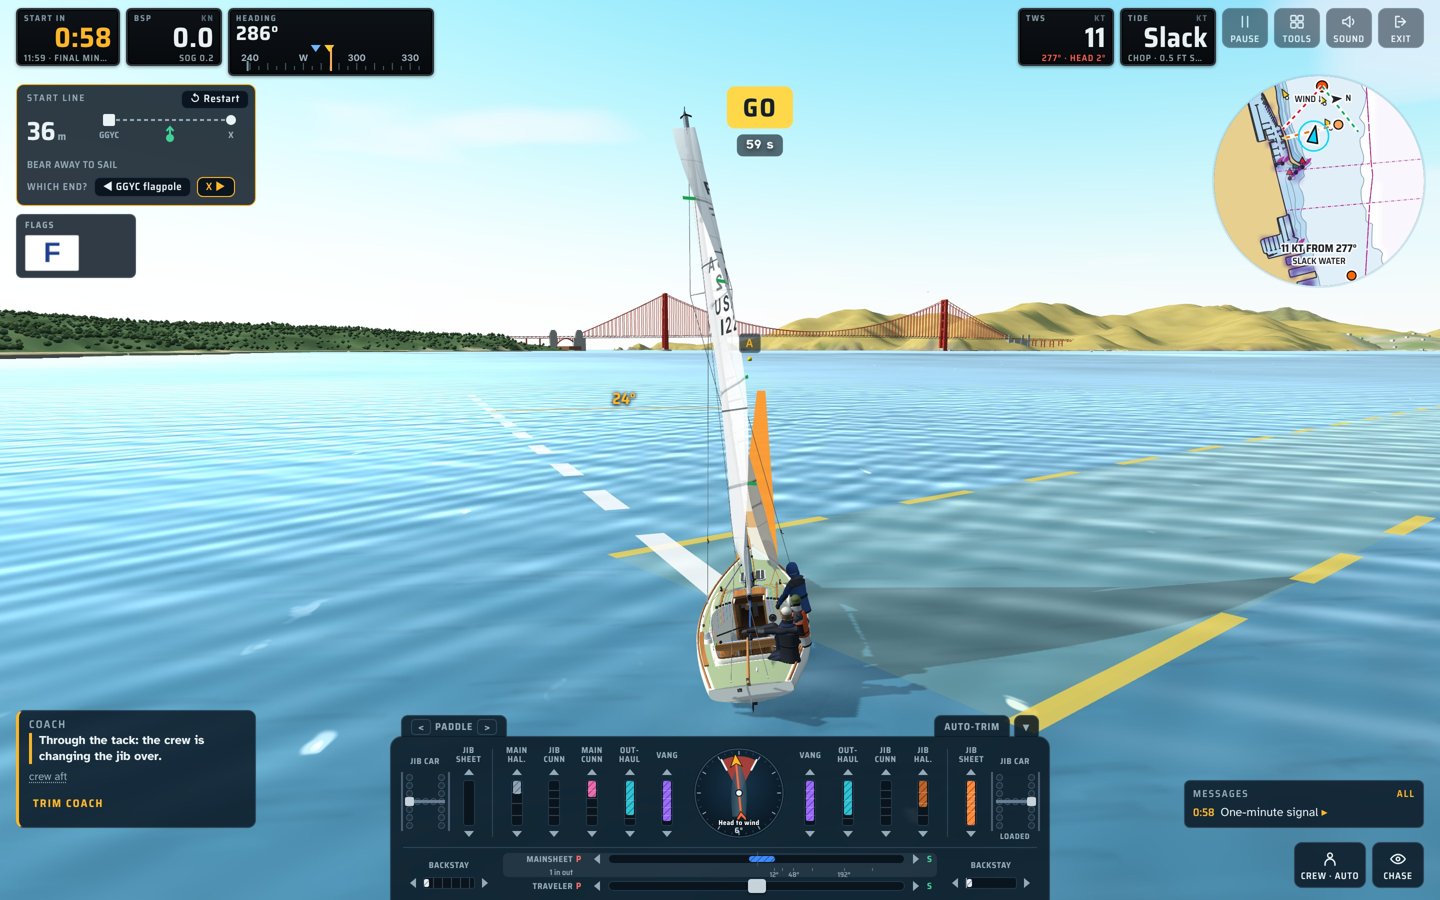 START IN
0:58
11:59 · FINAL MIN...
BSP KN
0.0
SOG 0.2
HEADING
286°
240 W 300 330
TWS KT
11
277° · HEAD 2°
TIDE KT
Slack
CHOP · 0.5 FT S...
PAUSE
TOOLS
SOUND
EXIT
START LINE
Restart
36 m
GGYC X
BEAR AWAY TO SAIL
WHICH END? ◀ GGYC flagpole X ▶
FLAGS
F
GO
59 s
WIND N
11 KT FROM 277°
SLACK WATER
US
122
A
24°
COACH
Through the tack: the crew is
changing the jib over.
crew aft
TRIM COACH
< PADDLE >
AUTO-TRIM ▼
JIB CAR
JIB SHEET
MAIN HAL.
JIB CUNN
MAIN CUNN
OUT-HAUL
VANG
Head to wind
6°
VANG
OUT-HAUL
JIB CUNN
JIB HAL.
JIB SHEET
JIB CAR
LOADED
BACKSTAY
MAINSHEET P S
1 in out
12° 48° 192°
TRAVELER P S
BACKSTAY
MESSAGES ALL
0:58 One-minute signal ▸
CREW · AUTO
CHASE